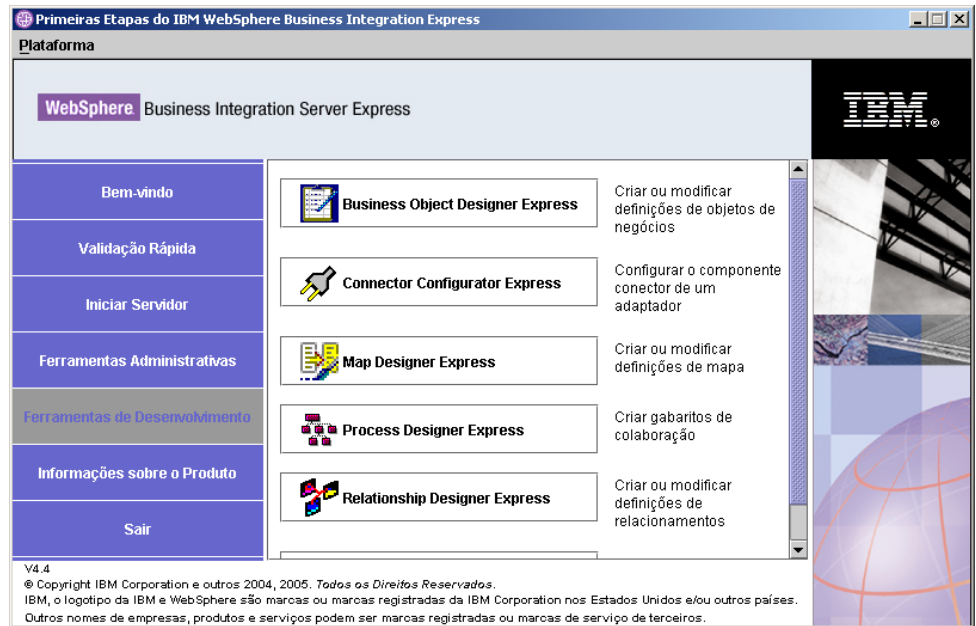 Primeiras Etapas do IBM WebSphere Business Integration Express
Plataforma
WebSphere. Business Integration Server Express
IBM®
Bem-vindo
Validação Rápida
Iniciar Servidor
Ferramentas Administrativas
Ferramentas de Desenvolvimento
Informações sobre o Produto
Sair
Business Object Designer Express
Criar ou modificar
definições de objetos de
negócios
Connector Configurator Express
Configurar o componente
conector de um
adaptador
Map Designer Express
Criar ou modificar
definições de mapa
Process Designer Express
Criar gabaritos de
colaboração
Relationship Designer Express
Criar ou modificar
definições de
relacionamentos
V4.4
® Copyright IBM Corporation e outros 2004, 2005. Todos os Direitos Reservados.
IBM, o logotipo da IBM e WebSphere são marcas ou marcas registradas da IBM Corporation nos Estados Unidos e/ou outros países.
Outros nomes de empresas, produtos e serviços podem ser marcas registradas ou marcas de serviço de terceiros.